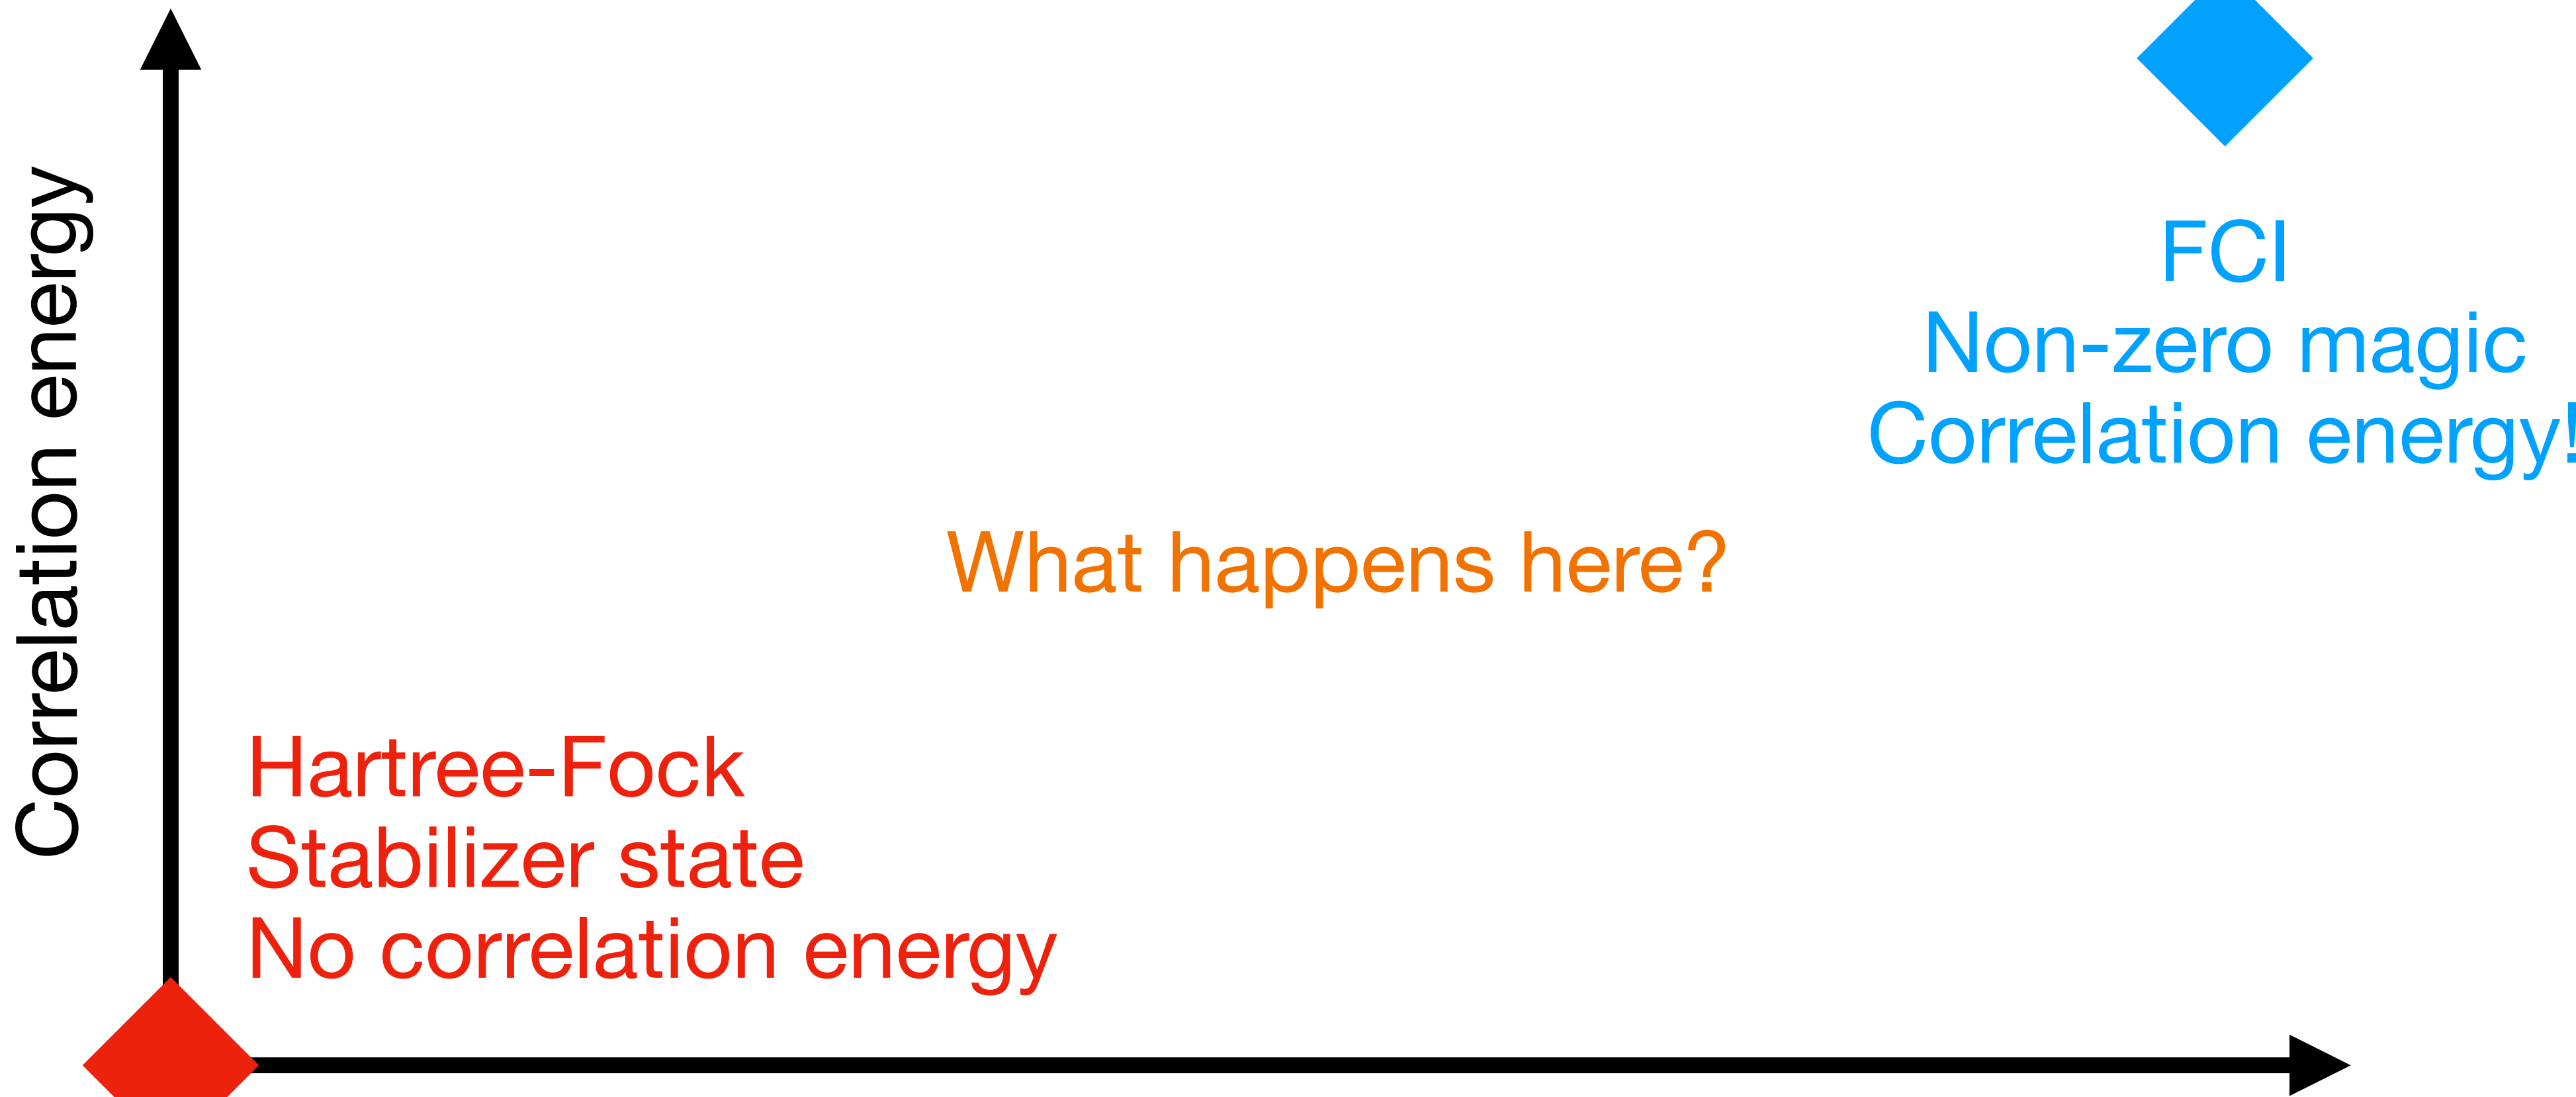 Correlation energy
FCI
Non-zero magic
Correlation energy!
What happens here?
Hartree-Fock
Stabilizer state
No correlation energy